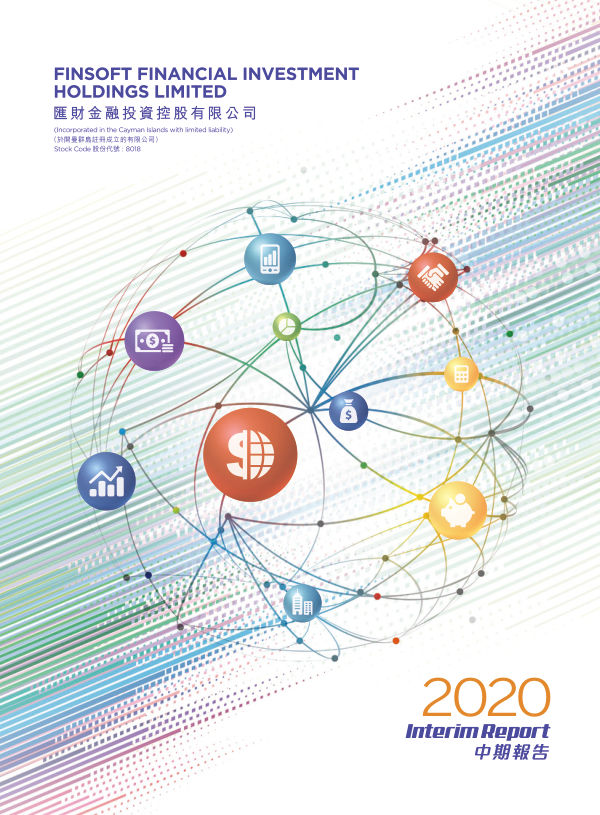 FINSOFT FINANCIAL INVESTMENT
HOLDINGS LIMITED
匯財金融投資控股有限公司
(Incorporated in the Cayman Islands with limited liability)
(於開曼群島註冊成立的有限公司)
Stock Code 股份代號 : 8018
2020
Interim Report
中期報告